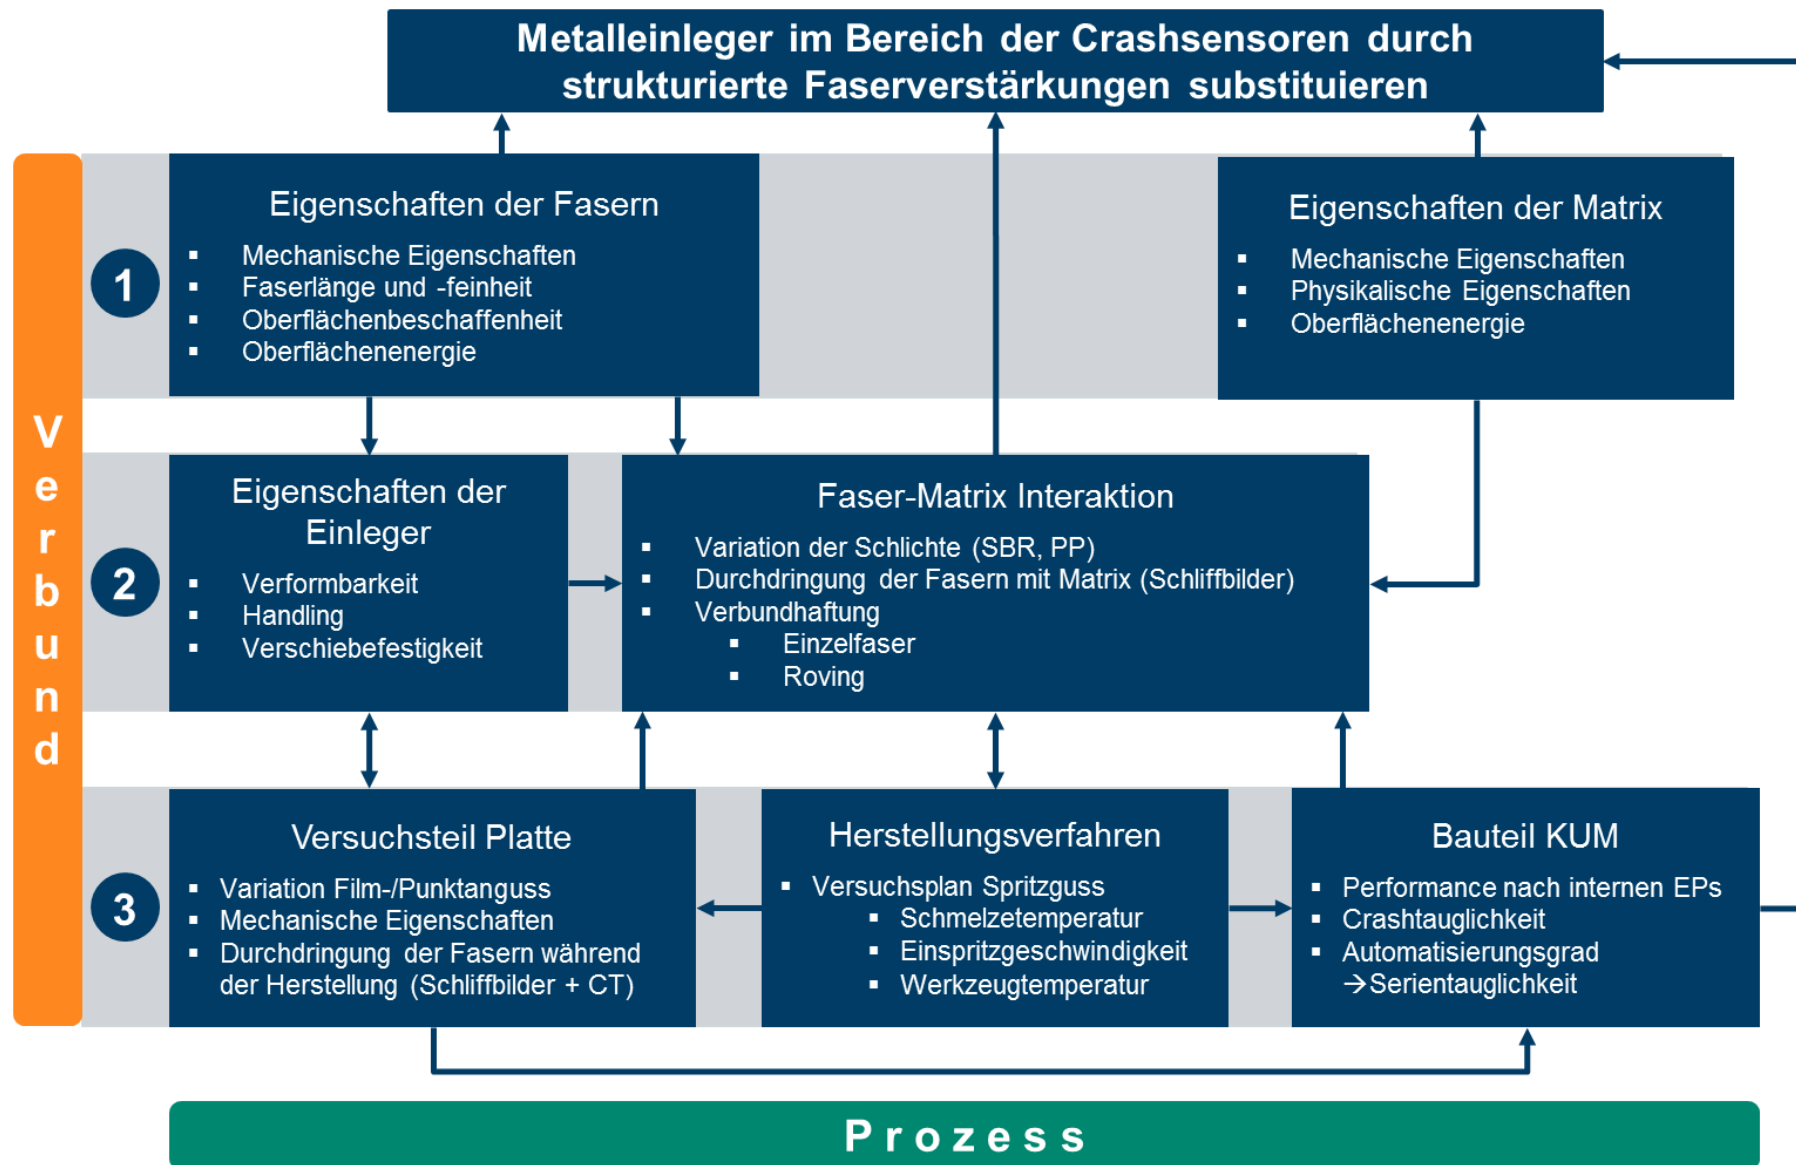 Metalleinleger im Bereich der Crashsensoren durch
strukturierte Faserverstärkungen substituieren
Verbund
1
Eigenschaften der Fasern
▪ Mechanische Eigenschaften
▪ Faserlänge und -feinheit
▪ Oberflächenbeschaffenheit
▪ Oberflächenenergie
Eigenschaften der Matrix
▪ Mechanische Eigenschaften
▪ Physikalische Eigenschaften
▪ Oberflächenenergie
2
Eigenschaften der
Einleger
▪ Verformbarkeit
▪ Handling
▪ Verschiebefestigkeit
Faser-Matrix Interaktion
▪ Variation der Schlichte (SBR, PP)
▪ Durchdringung der Fasern mit Matrix (Schliffbilder)
▪ Verbundhaftung
▪ Einzelfaser
▪ Roving
3
Versuchsteil Platte
▪ Variation Film-/Punktanguss
▪ Mechanische Eigenschaften
▪ Durchdringung der Fasern während
der Herstellung (Schliffbilder + CT)
Herstellungsverfahren
▪ Versuchsplan Spritzguss
▪ Schmelzetemperatur
▪ Einspritzgeschwindigkeit
▪ Werkzeugtemperatur
Bauteil KUM
▪ Performance nach internen EPs
▪ Crashtauglichkeit
▪ Automatisierungsgrad
→Serientauglichkeit
Prozess